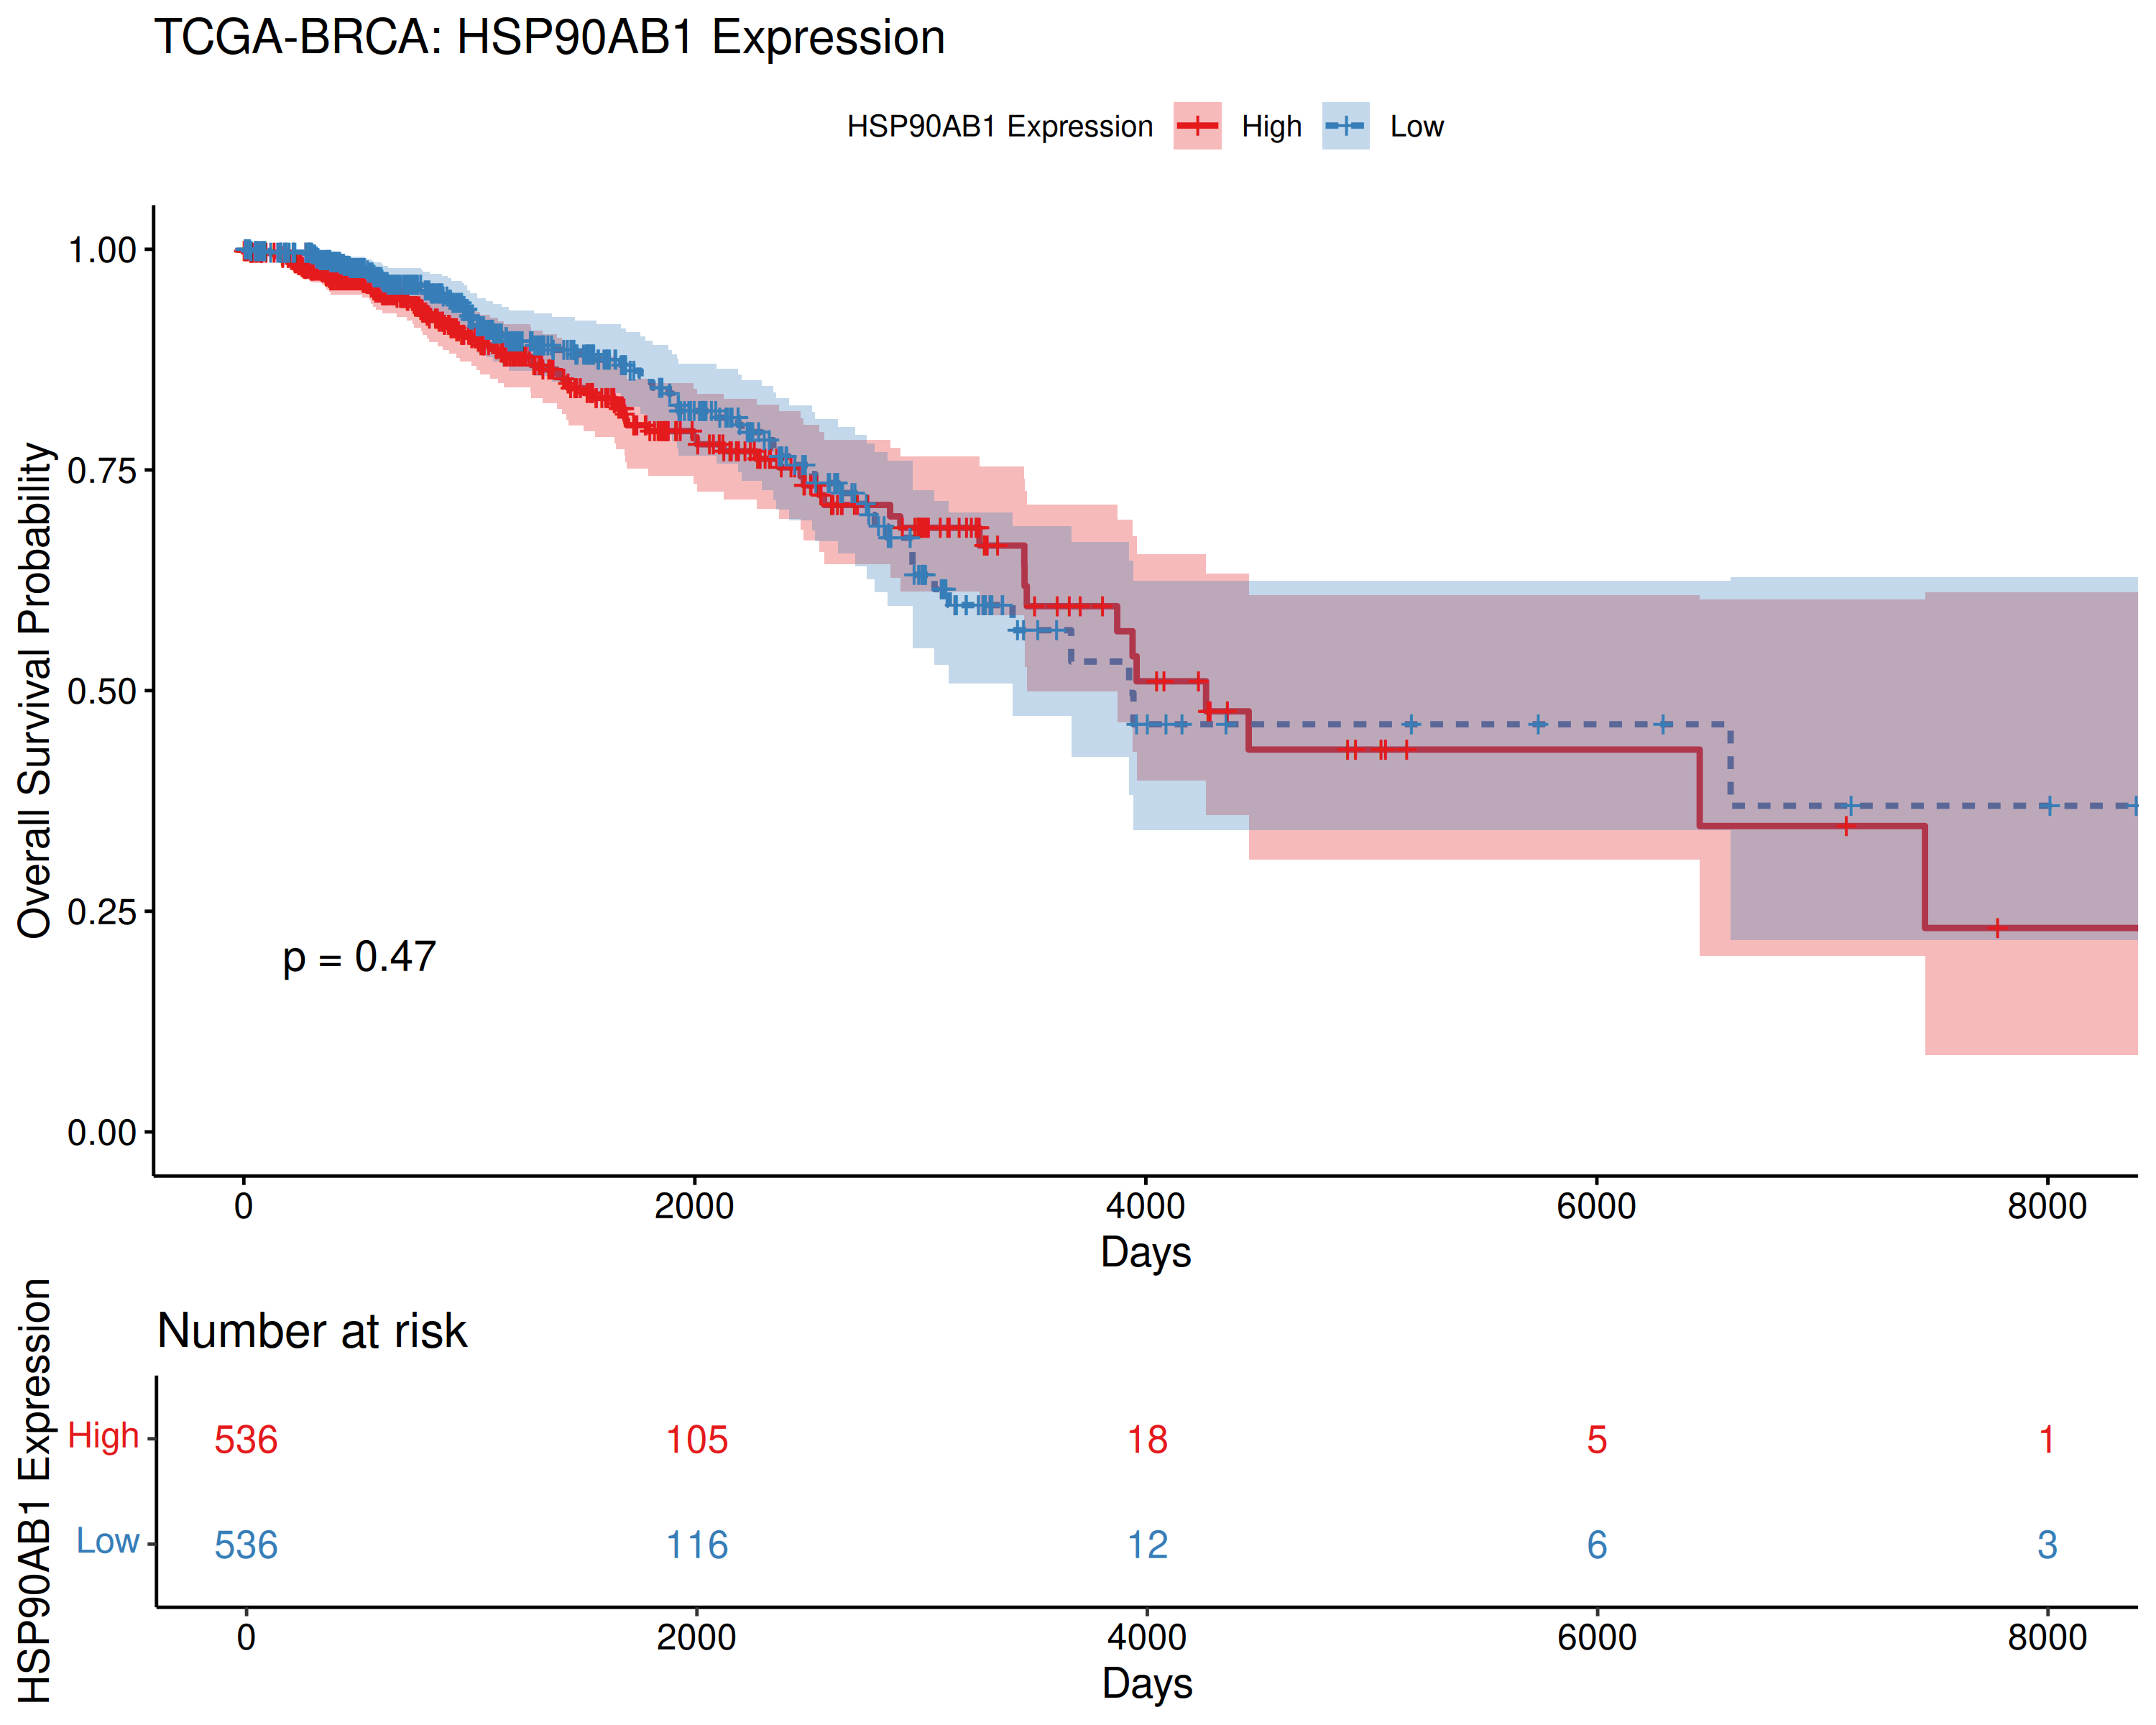 TCGA-BRCA: HSP90AB1 Expression
HSP90AB1 Expression High Low
Overall Survival Probability
1.00
0.75
0.50
0.25
0.00
p = 0.47
0 2000 4000 6000 8000
Days
Number at risk
HSP90AB1 Expression
High 536 105 18 5 1
Low 536 116 12 6 3
0 2000 4000 6000 8000
Days